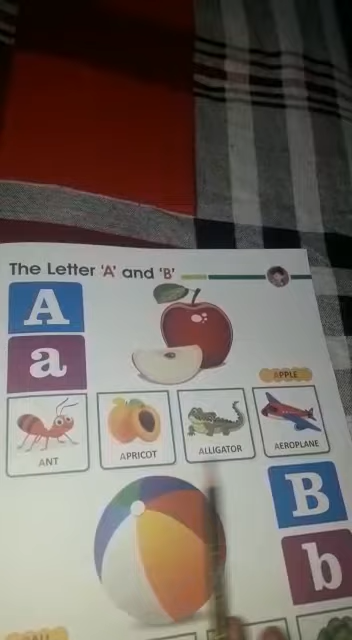 The Letter 'A' and 'B'
A
a
APPLE
ANT
APRICOT
ALLIGATOR
AEROPLANE
B
b